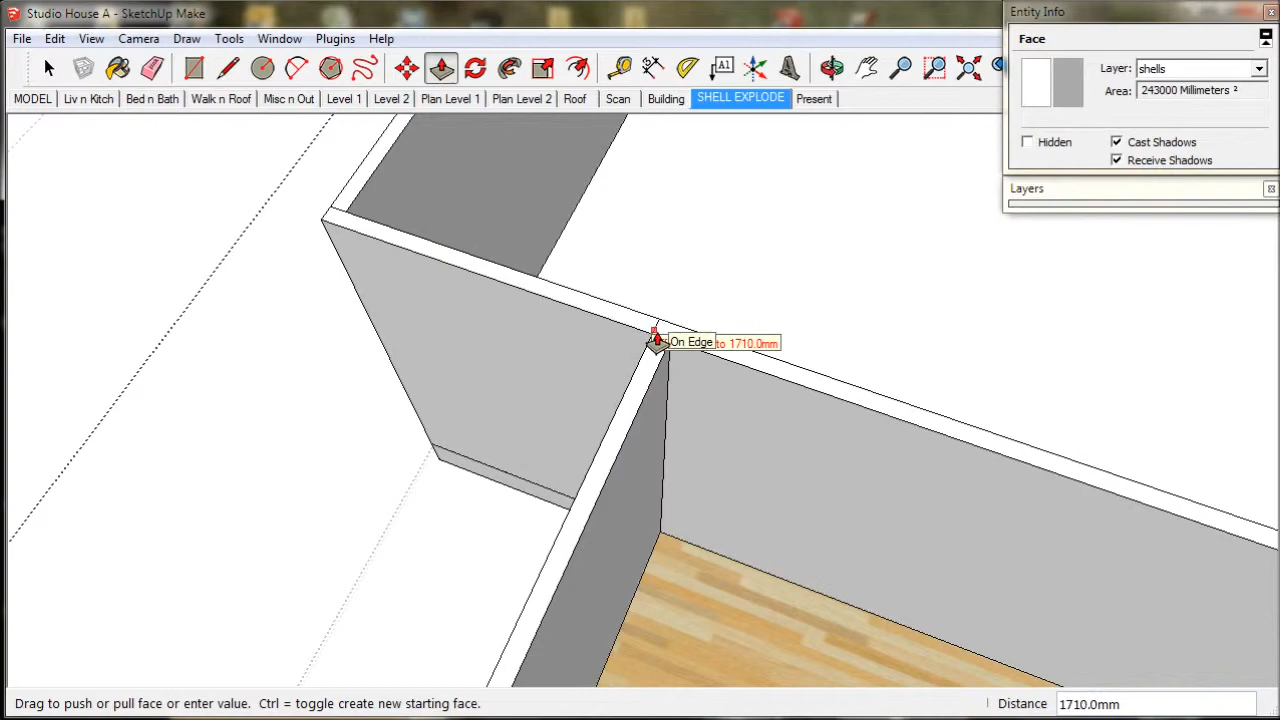 Studio House A - SketchUp Make
Entity Info
File Edit View Camera Draw Tools Window Plugins Help
Face
Layer: shells
Area: 243000 Millimeters ²
Hidden Cast Shadows
Receive Shadows
Layers
A1
MODEL Liv n Kitch Bed n Bath Walk n Roof Misc n Out Level 1 Level 2 Plan Level 1 Plan Level 2 Roof Scan Building SHELL EXPLODE Present
On Edge to 1710.0mm
Drag to push or pull face or enter value. Ctrl = toggle create new starting face. Distance 1710.0mm